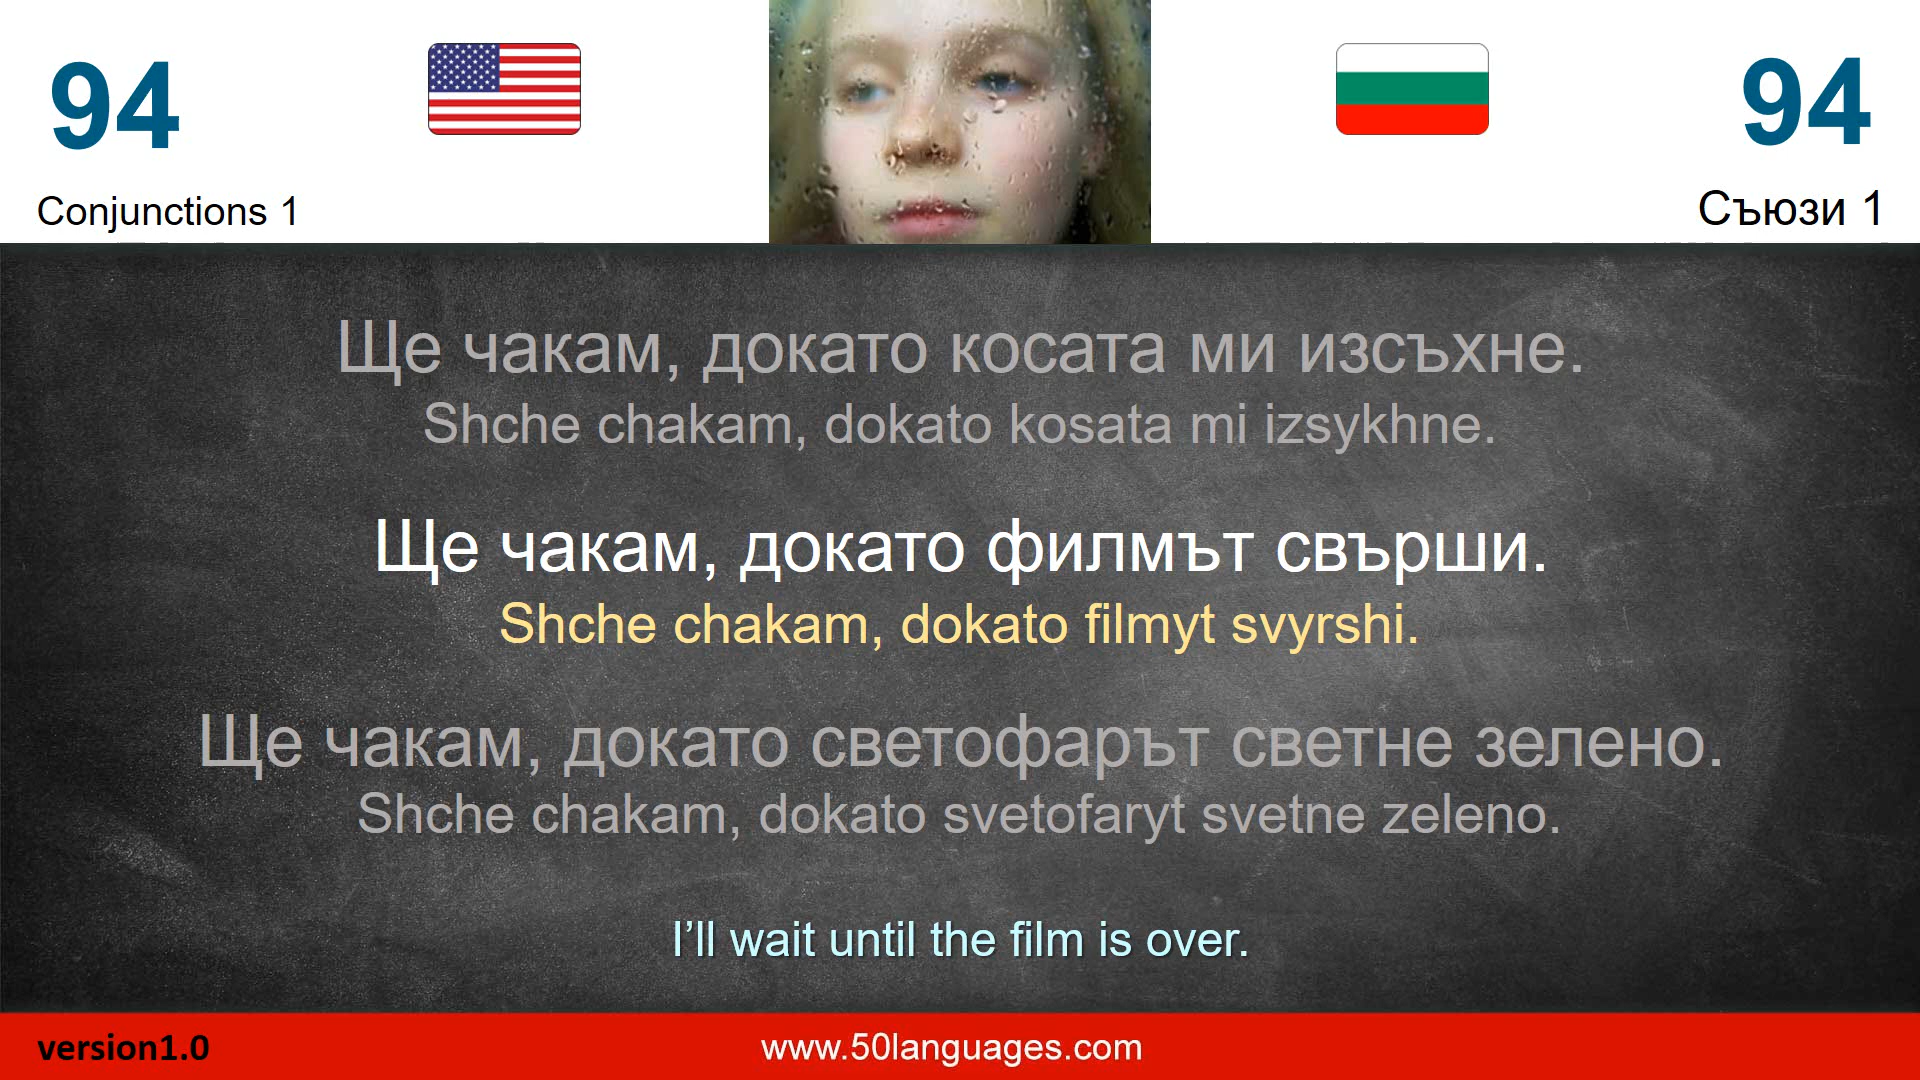 94
94
Conjunctions 1
Съюзи 1
Ще чакам, докато косата ми изсъхне.
Shche chakam, dokato kosata mi izsykhne.
Ще чакам, докато филмът свърши.
Shche chakam, dokato filmyt svyrshi.
Ще чакам, докато светофарът светне зелено.
Shche chakam, dokato svetofaryt svetne zeleno.
I’ll wait until the film is over.
version1.0
www.50languages.com